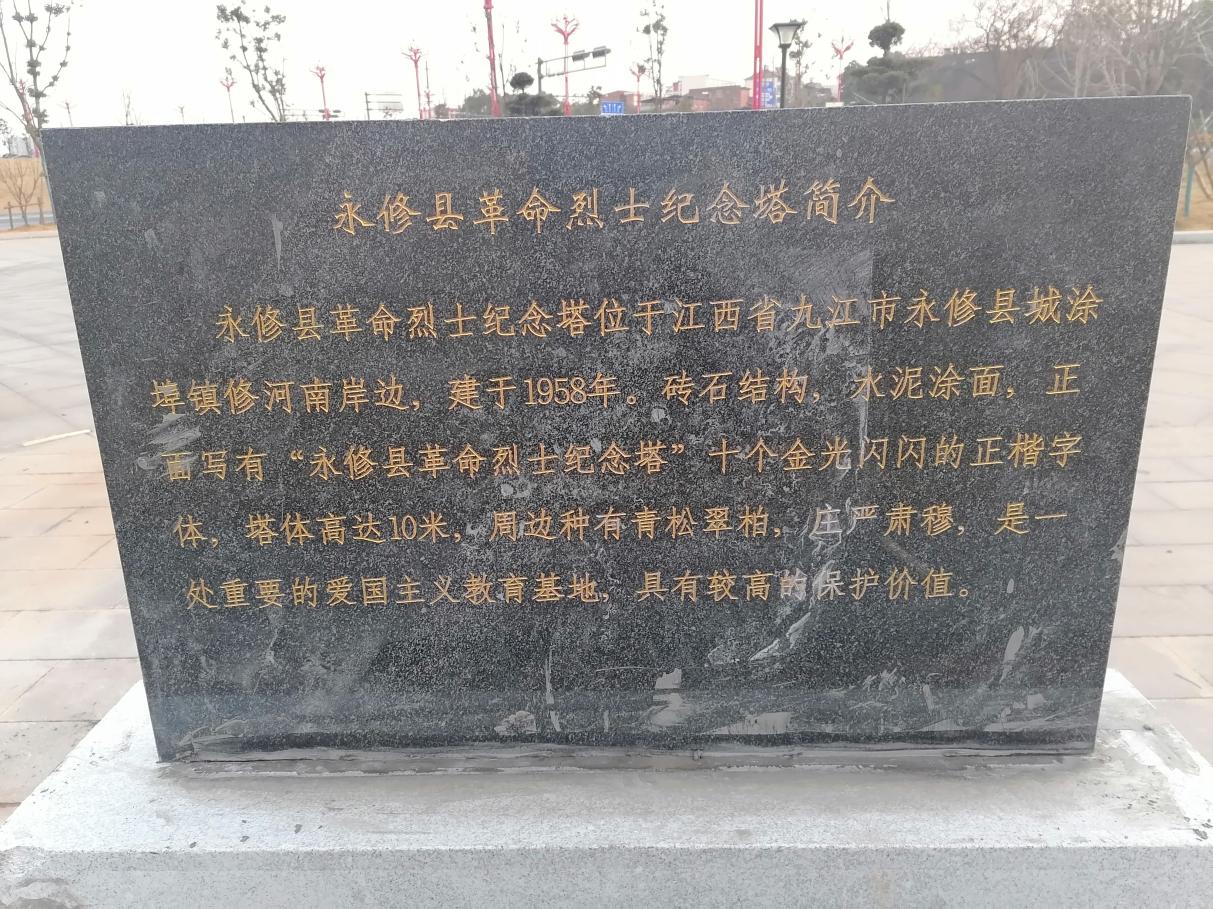 永修县革命烈士纪念塔简介
永修县革命烈士纪念塔位于江西省九江市永修县城涂
埠镇修河南岸边，建于1958年。砖石结构，水泥涂面，正
面写有“永修县革命烈士纪念塔”十个金光闪闪的正楷字
体，塔体高达10米，周边种有青松翠柏，庄严肃穆，是一
处重要的爱国主义教育基地，具有较高的保护价值。